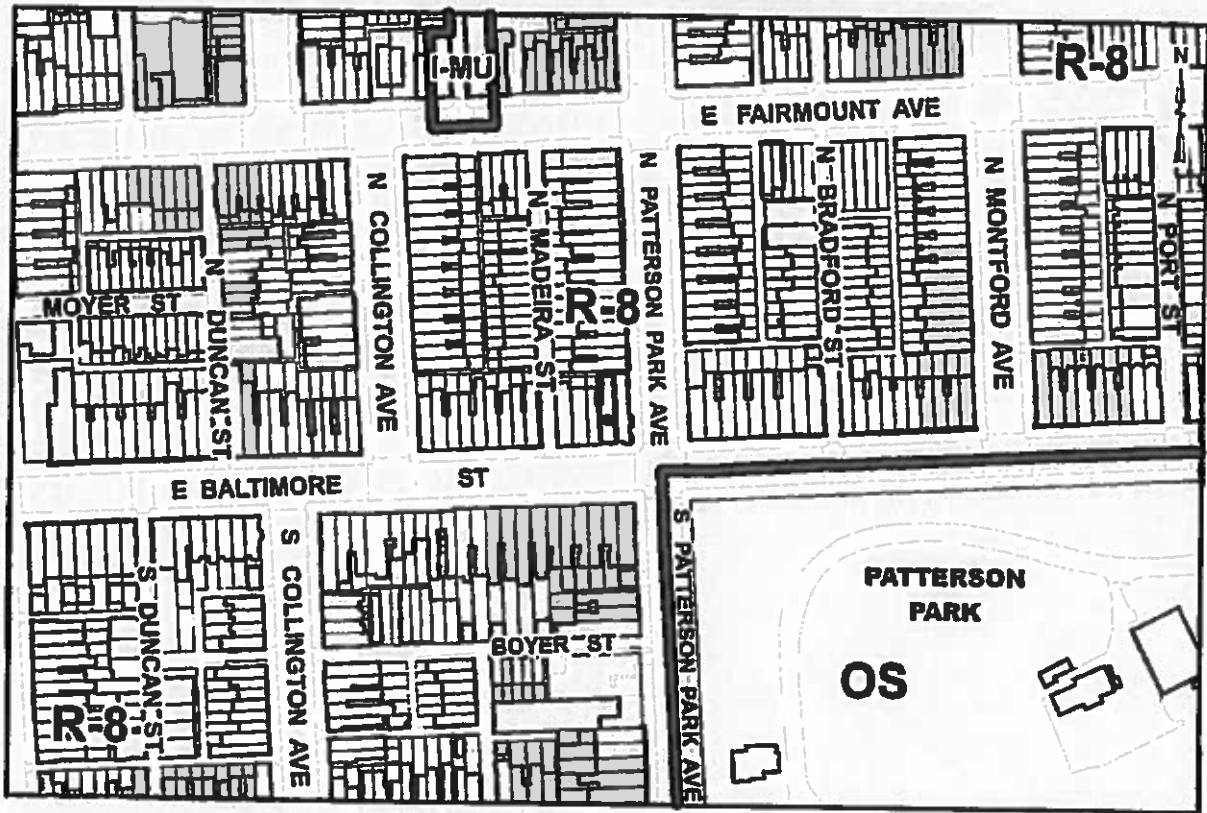 I-MU
R-8
N
E FAIRMOUNT AVE
N COLLINGTON AVE
N MADERA ST
N PATTERSON PARK AVE
N BRADFORD ST
N MONTFORD AVE
N PORT ST
MOYER ST
N DUNCAN ST
R-8
E BALTIMORE ST
S DUNCAN ST
S COLLINGTON AVE
BOYER ST
S PATTERSON PARK AVE
PATTERSON
PARK
OS
R-8